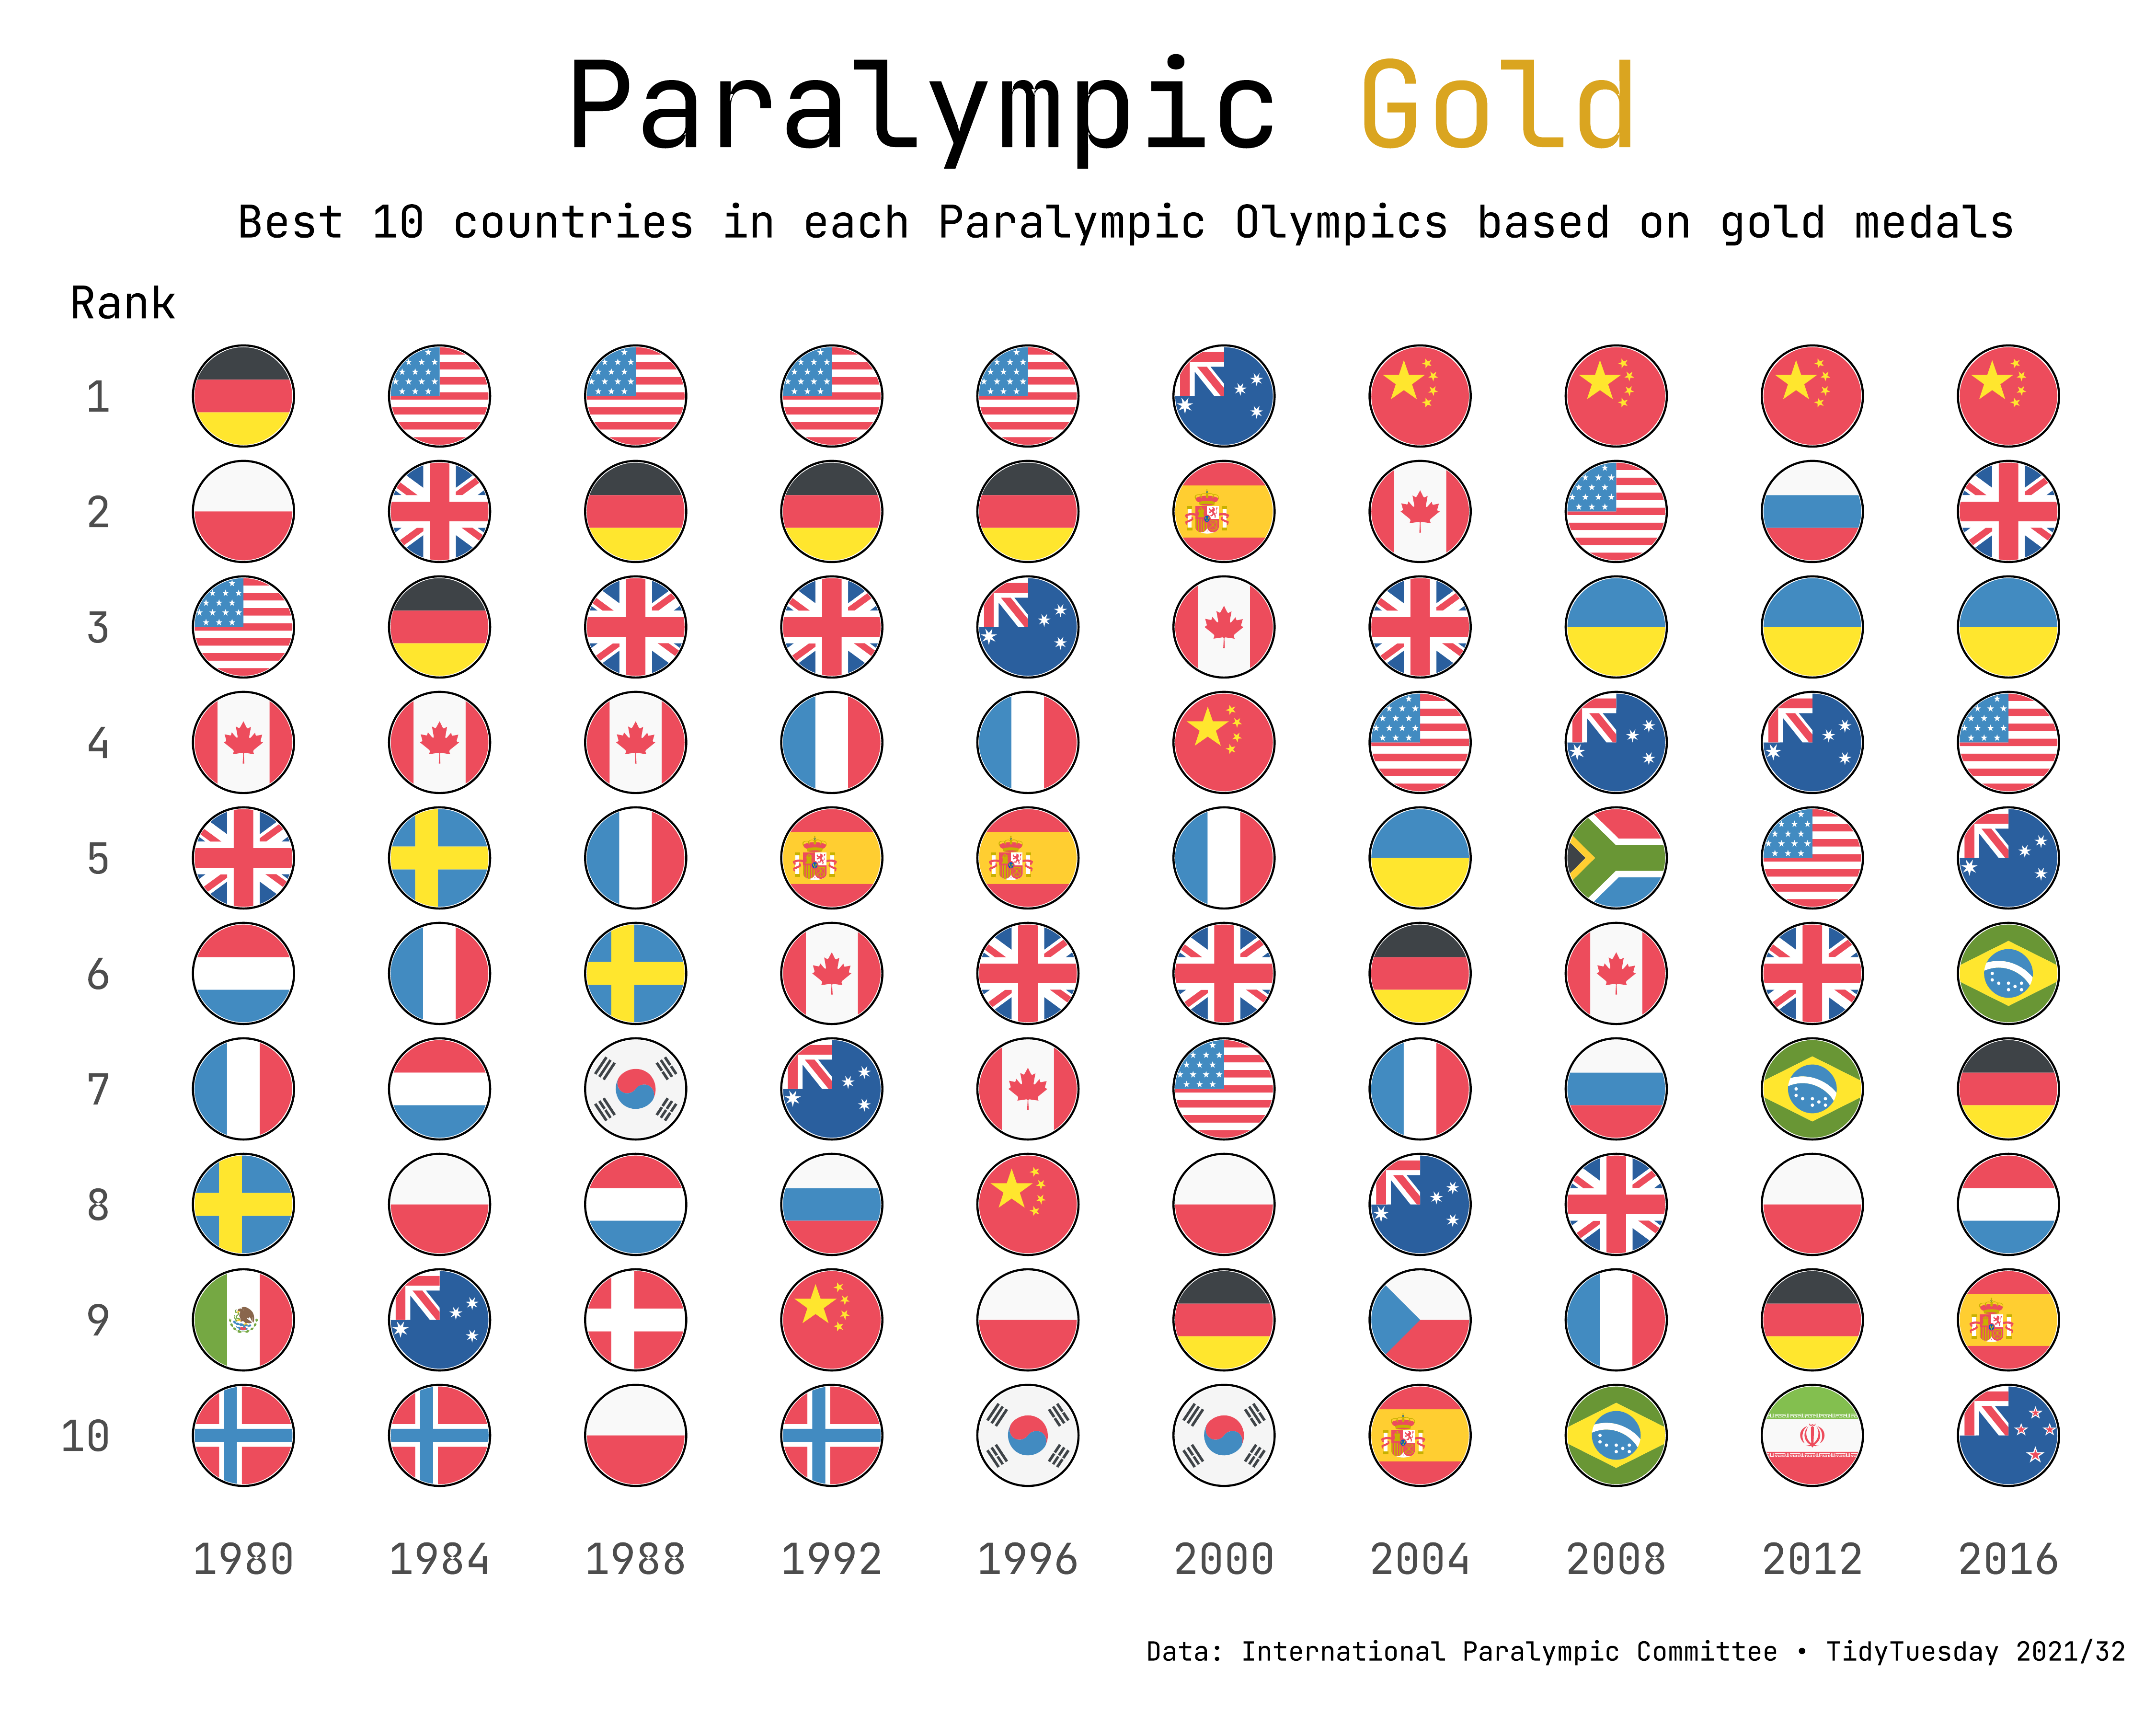 Paralympic Gold
Best 10 countries in each Paralympic Olympics based on gold medals
Rank
1
2
3
4
5
6
7
8
9
10
1980 1984 1988 1992 1996 2000 2004 2008 2012 2016
Data: International Paralympic Committee • TidyTuesday 2021/32